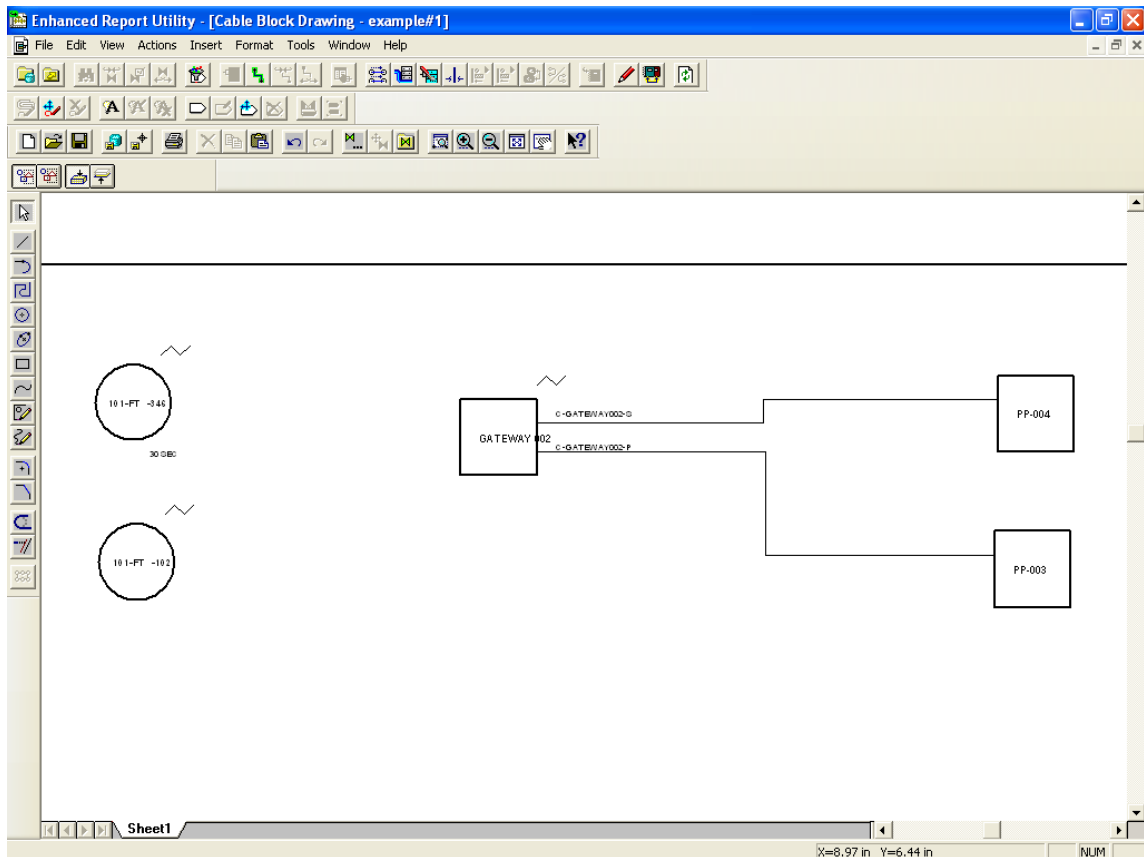 Enhanced Report Utility - [Cable Block Drawing - example#1]
File Edit View Actions Insert Format Tools Window Help
101-FT -346
30 SEC
C-GATEWAY002-S
GATEWAY 002
C-GATEWAY002-P
PP-004
101-FT -102
PP-003
Sheet1
X=8.97 in Y=6.44 in
NUM